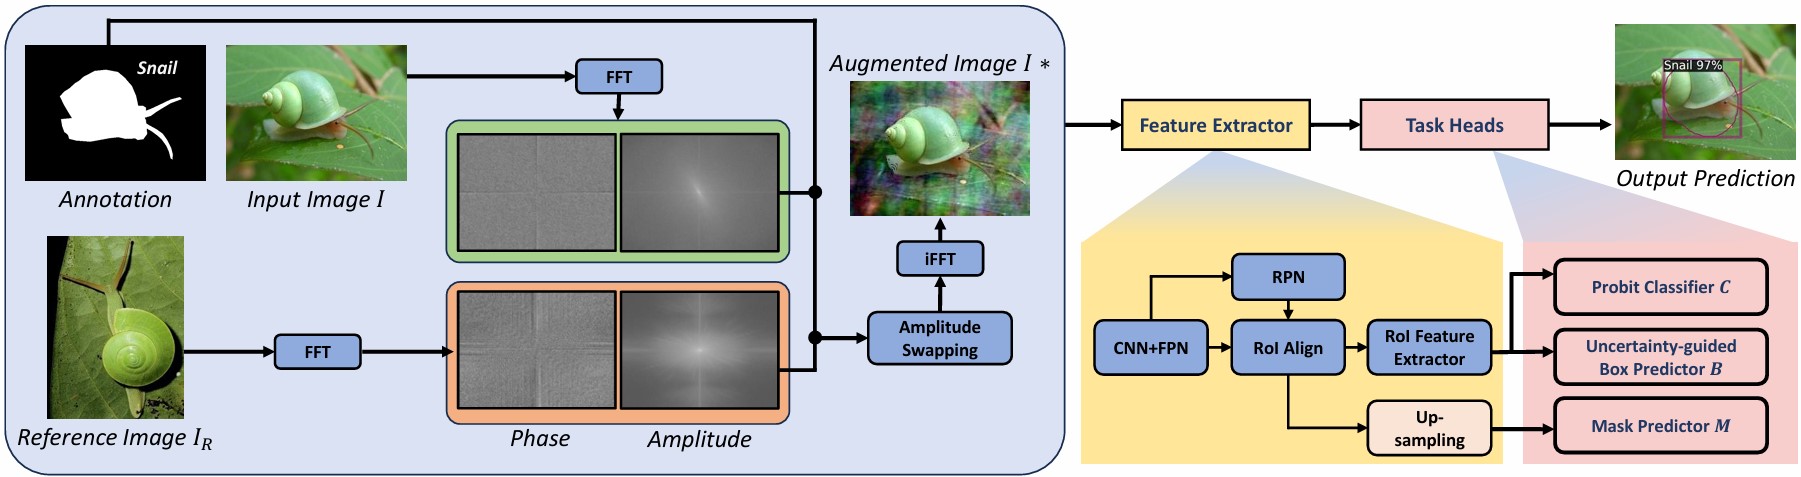 Snail
Annotation
Input Image I
FFT
Reference Image I_R
FFT
Phase
Amplitude
Augmented Image I *
iFFT
Amplitude
Swapping
Feature Extractor
Task Heads
Snail 97%
Output Prediction
RPN
CNN+FPN
RoI Align
RoI Feature
Extractor
Up-
sampling
Probit Classifier C
Uncertainty-guided
Box Predictor B
Mask Predictor M